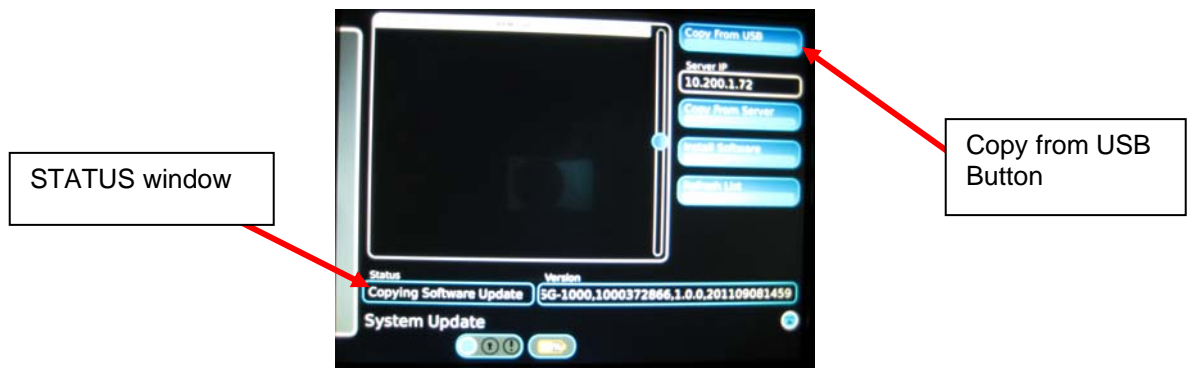 Copy From USB
Server IP
10.200.1.72
Copy From Server
Install Software
Refresh List
STATUS window
Copy from USB
Button
Status
Version
Copying Software Update
SG-1000,1000372866,1.0.0,201109081459
System Update